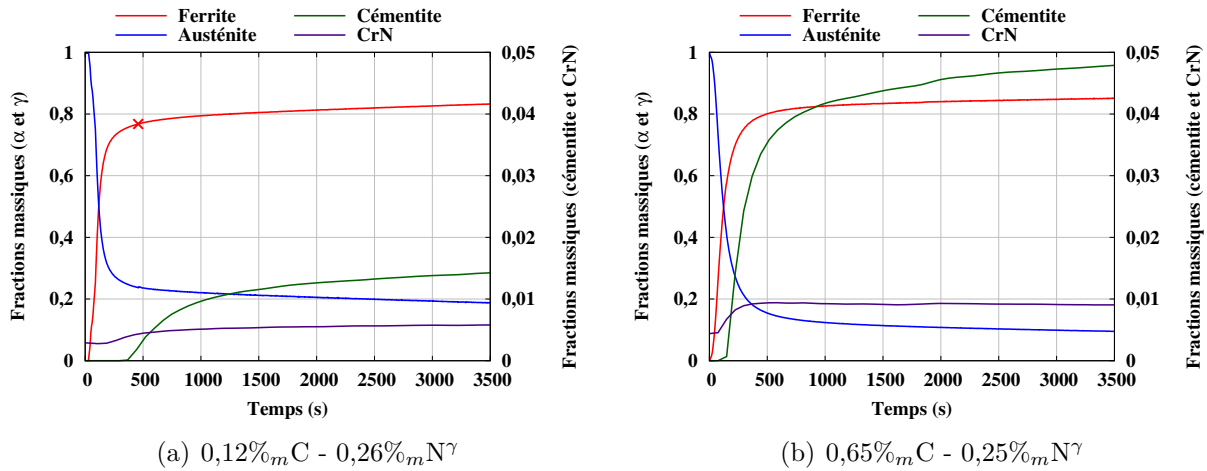 Ferrite Cémentite
Austénite CrN
Fractions massiques (α et γ)
1 0,05
0,8 0,04
0,6 0,03
0,4 0,02
0,2 0,01
0 0
0 500 1000 1500 2000 2500 3000 3500
Temps (s)
Fractions massiques (cémentite et CrN)
(a) 0,12%mC - 0,26%mNγ
Ferrite Cémentite
Austénite CrN
Fractions massiques (α et γ)
1 0,05
0,8 0,04
0,6 0,03
0,4 0,02
0,2 0,01
0 0
0 500 1000 1500 2000 2500 3000 3500
Temps (s)
Fractions massiques (cémentite et CrN)
(b) 0,65%mC - 0,25%mNγ